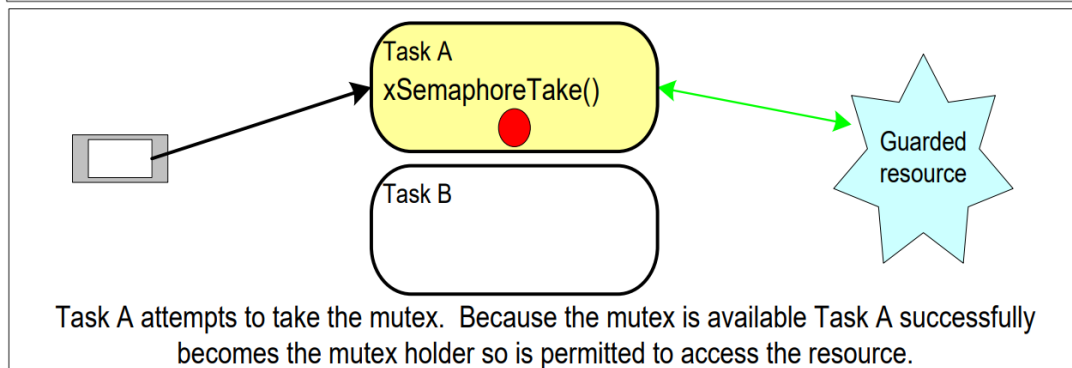 Task A
xSemaphoreTake()
Guarded
resource
Task B
Task A attempts to take the mutex.  Because the mutex is available Task A successfully
becomes the mutex holder so is permitted to access the resource.